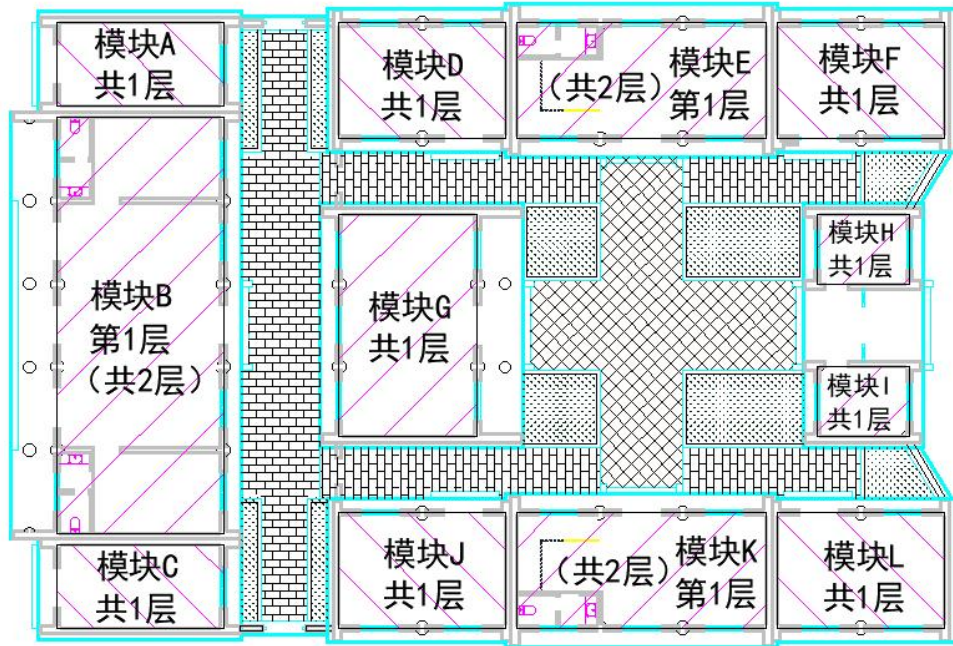 模块A
共1层
模块D
共1层
（共2层）
模块E
第1层
模块F
共1层
模块B
第1层
（共2层）
模块G
共1层
模块H
共1层
模块I
共1层
模块C
共1层
模块J
共1层
（共2层）
模块K
第1层
模块L
共1层